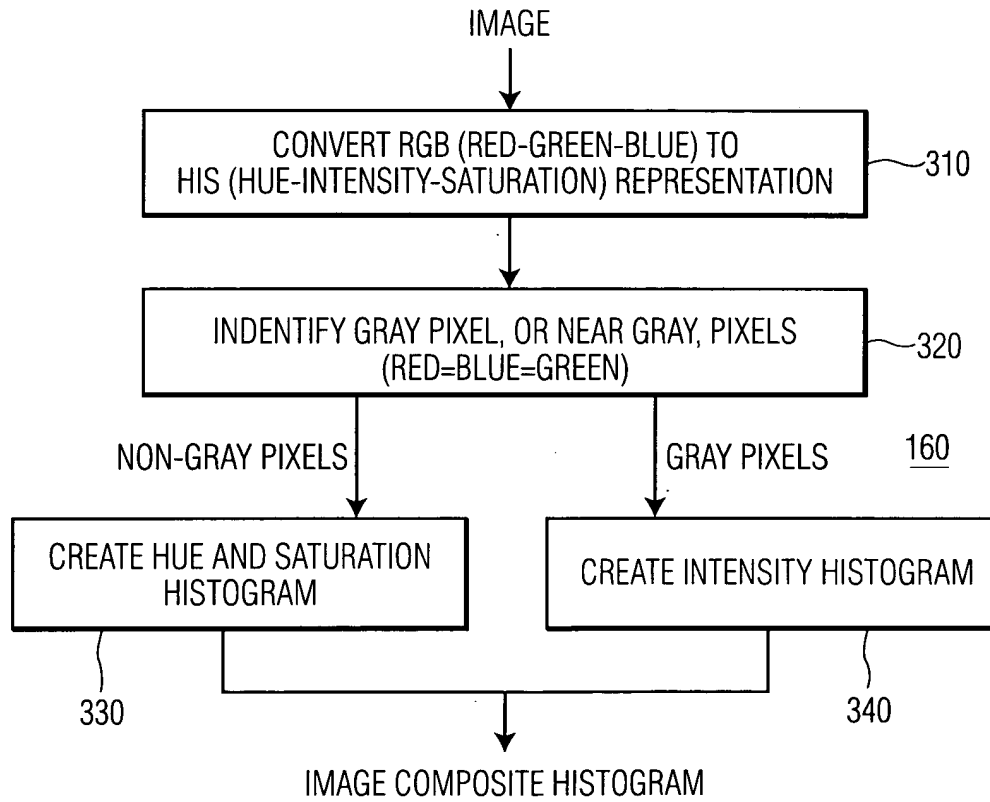 IMAGE
CONVERT RGB (RED-GREEN-BLUE) TO
HIS (HUE-INTENSITY-SATURATION) REPRESENTATION
310
INDENTIFY GRAY PIXEL, OR NEAR GRAY, PIXELS
(RED=BLUE=GREEN)
320
NON-GRAY PIXELS
GRAY PIXELS
160
CREATE HUE AND SATURATION
HISTOGRAM
CREATE INTENSITY HISTOGRAM
330
340
IMAGE COMPOSITE HISTOGRAM